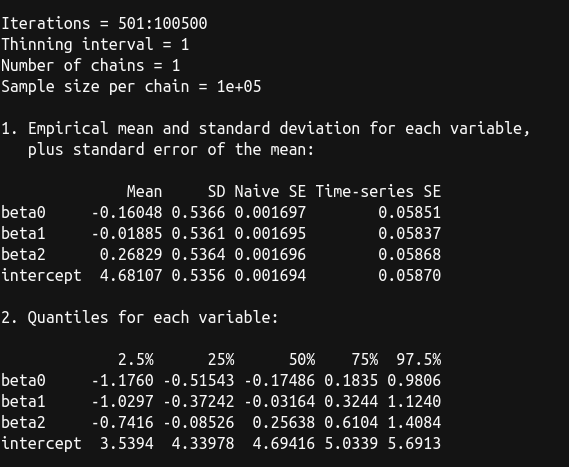 Iterations = 501:100500
Thinning interval = 1
Number of chains = 1
Sample size per chain = 1e+05
1. Empirical mean and standard deviation for each variable,
plus standard error of the mean:
Mean SD Naive SE Time-series SE
beta0 -0.16048 0.5366 0.001697 0.05851
beta1 -0.01885 0.5361 0.001695 0.05837
beta2 0.26829 0.5364 0.001696 0.05868
intercept 4.68107 0.5356 0.001694 0.05870
2. Quantiles for each variable:
2.5% 25% 50% 75% 97.5%
beta0 -1.1760 -0.51543 -0.17486 0.1835 0.9806
beta1 -1.0297 -0.37242 -0.03164 0.3244 1.1240
beta2 -0.7416 -0.08526 0.25638 0.6104 1.4084
intercept 3.5394 4.33978 4.69416 5.0339 5.6913